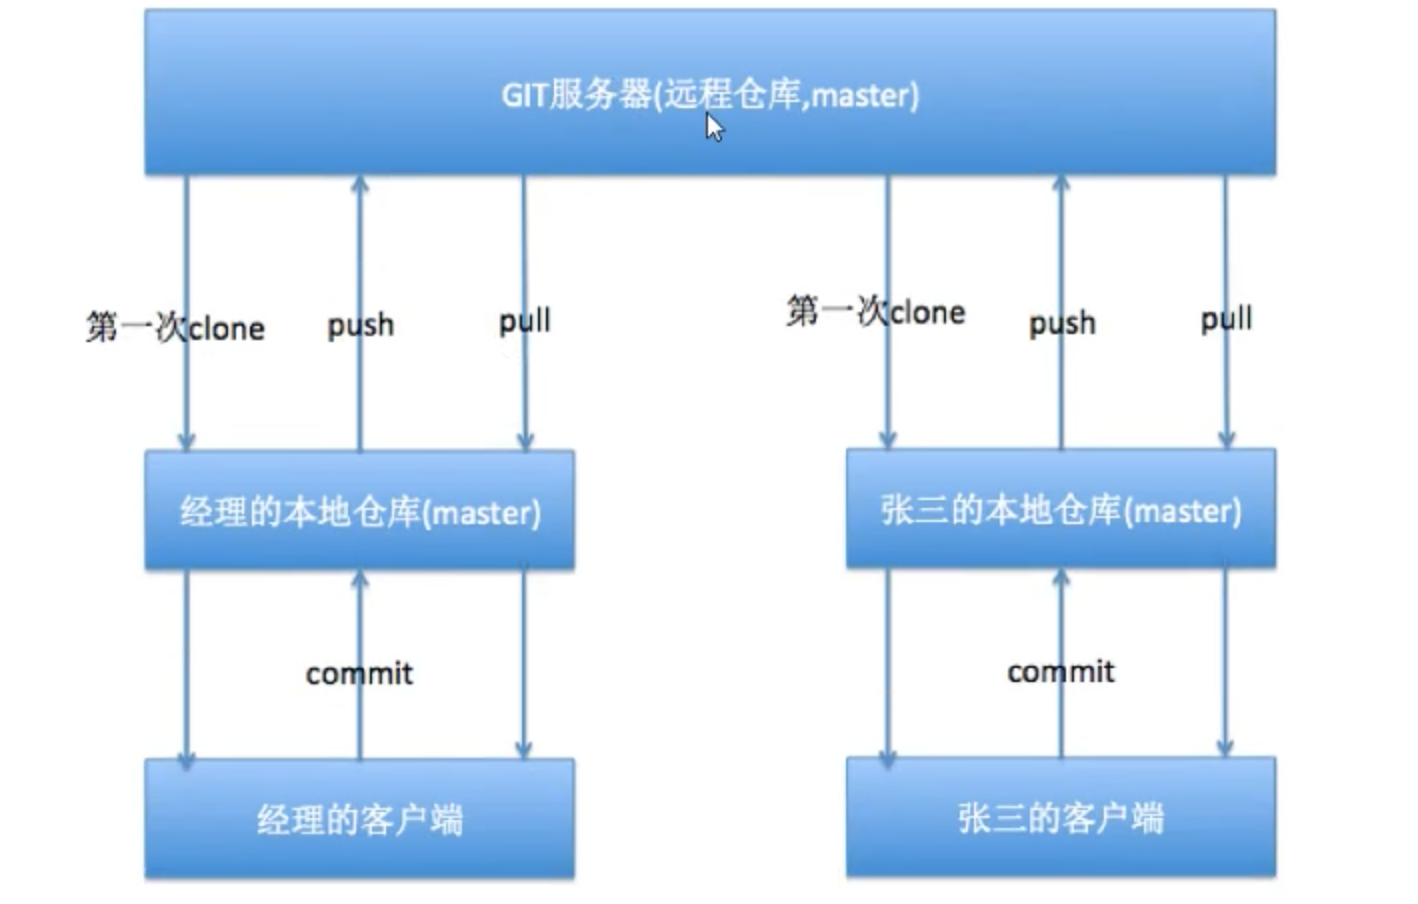 GIT服务器(远程仓库,master)
第一次clone
push
pull
第一次clone
push
pull
经理的本地仓库(master)
张三的本地仓库(master)
commit
commit
经理的客户端
张三的客户端